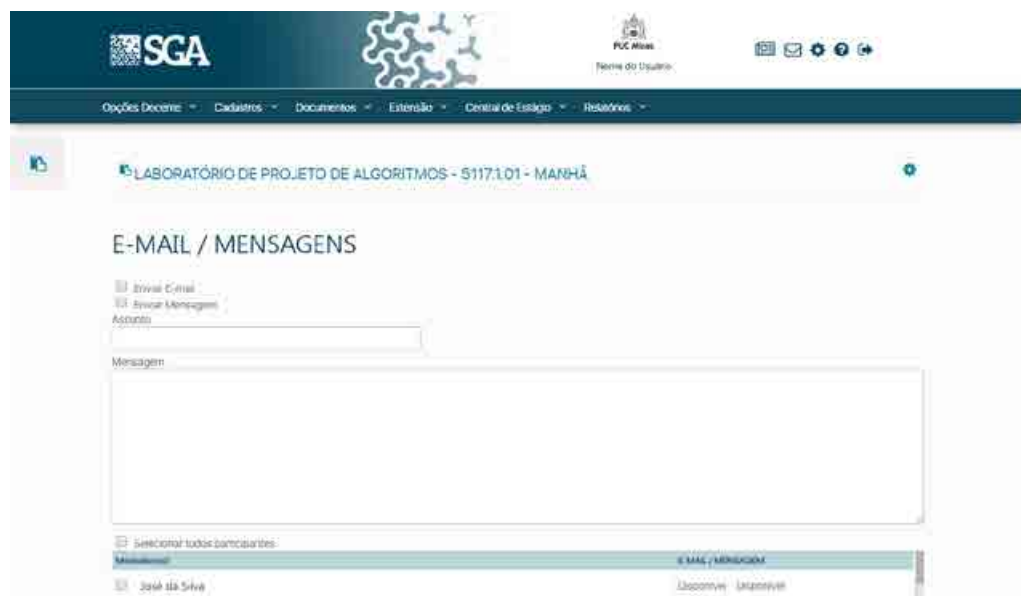 SGA
PUC Minas
Nome do Usuário
Opções Docente Cadastros Documentos Extensão Central de Estágio Relatórios
LABORATÓRIO DE PROJETO DE ALGORITMOS - 5117.1.01 - MANHÃ
E-MAIL / MENSAGENS
Enviar E-mail
Enviar Mensagem
Assunto
Mensagem
Selecionar todos participantes
E-MAIL / MENSAGEM
José da Silva
Disponível Disponível